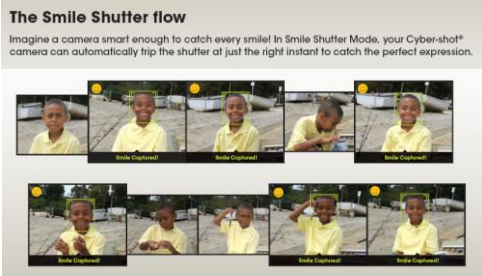 The Smile Shutter flow
Imagine a camera smart enough to catch every smile! In Smile Shutter Mode, your Cyber-shot®
camera can automatically trip the shutter at just the right instant to catch the perfect expression.
Smile Captured!
Smile Captured!
Smile Captured!
Smile Captured!
Smile Captured!
Smile Captured!